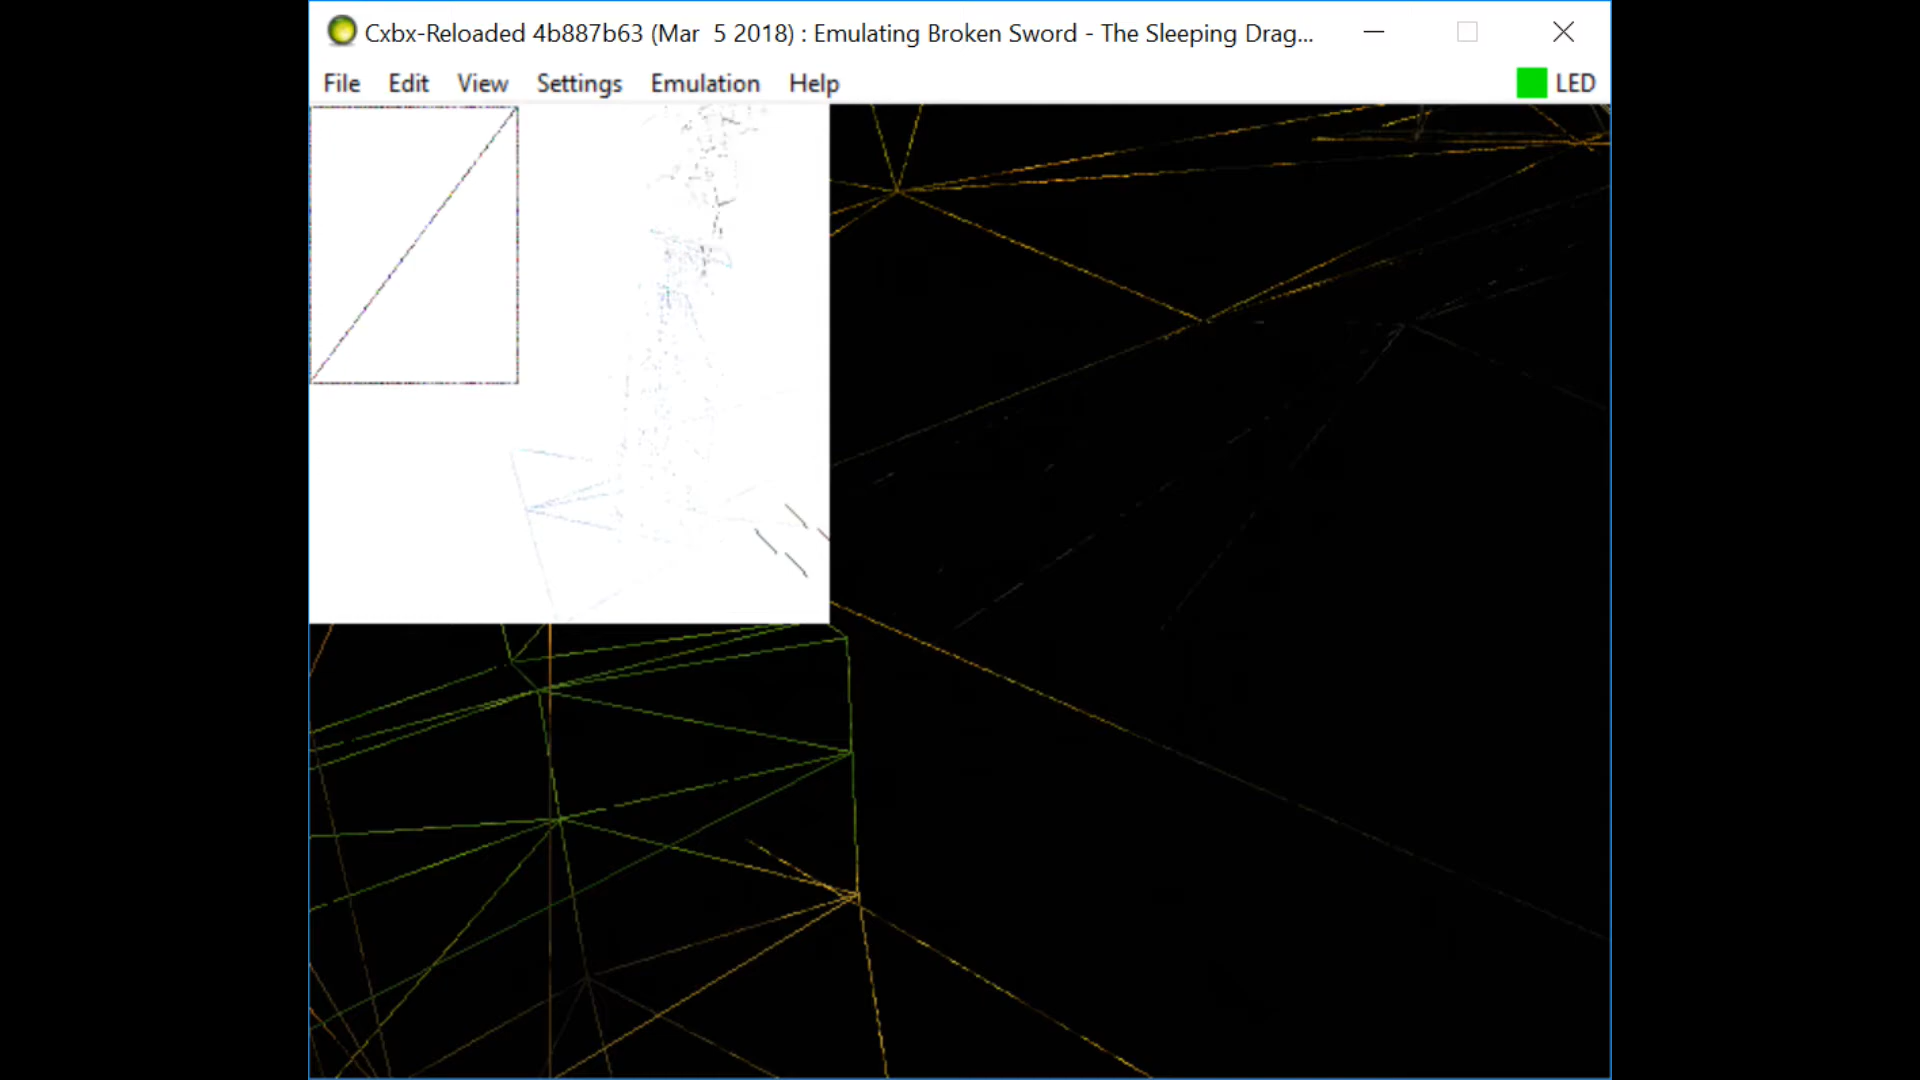 Cxbx-Reloaded 4b887b63 (Mar  5 2018) : Emulating Broken Sword - The Sleeping Drag...
File Edit View Settings Emulation Help LED